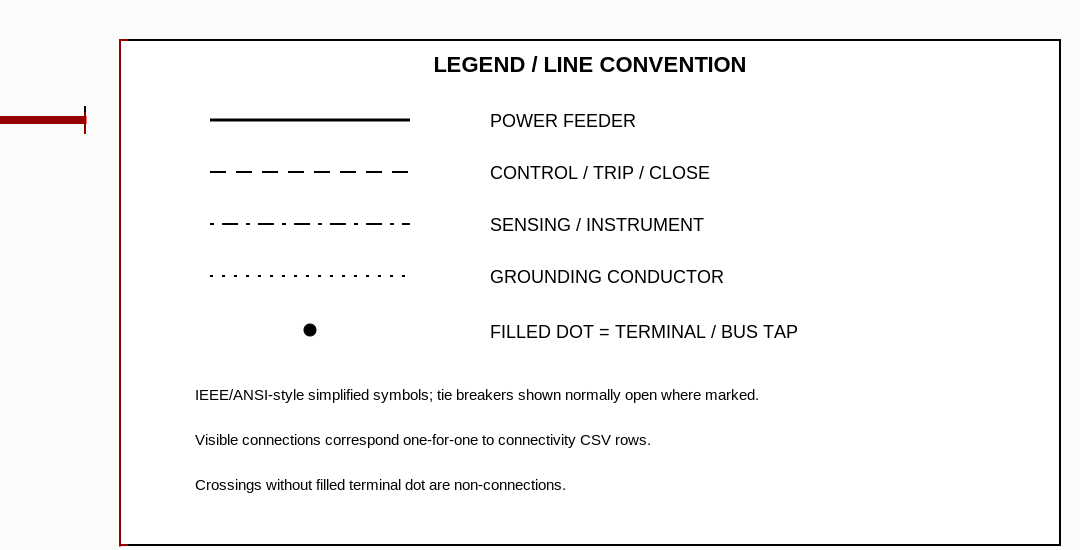 LEGEND / LINE CONVENTION
POWER FEEDER
CONTROL / TRIP / CLOSE
SENSING / INSTRUMENT
GROUNDING CONDUCTOR
FILLED DOT = TERMINAL / BUS TAP
IEEE/ANSI-style simplified symbols; tie breakers shown normally open where marked.
Visible connections correspond one-for-one to connectivity CSV rows.
Crossings without filled terminal dot are non-connections.